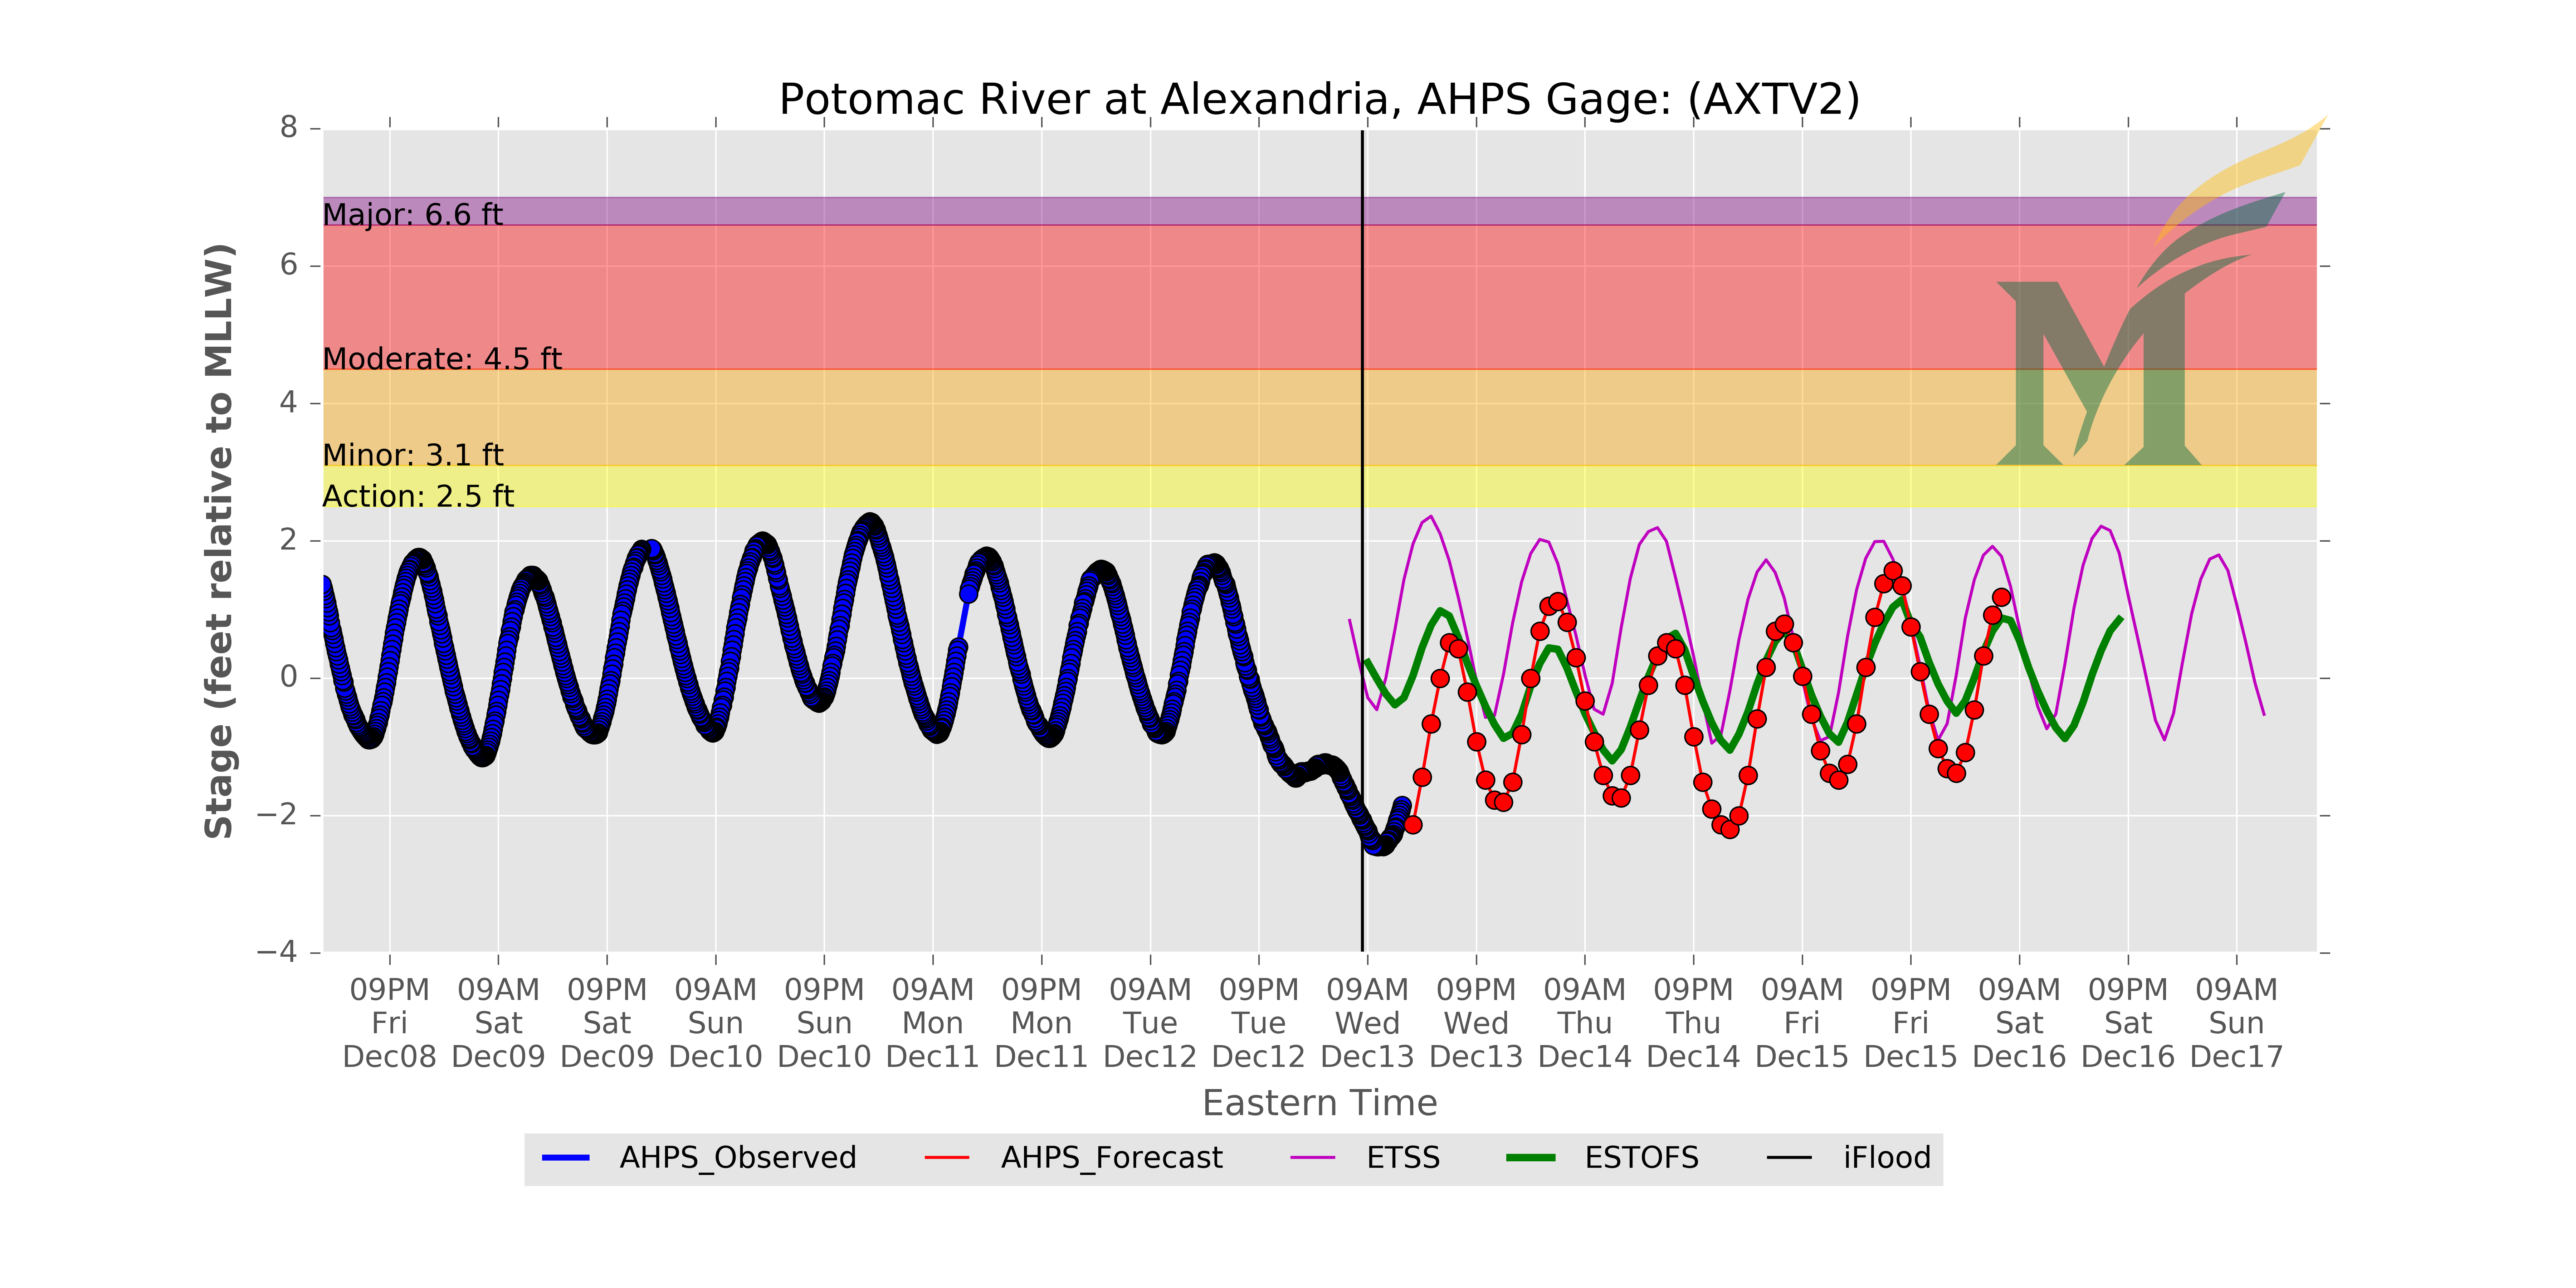 Potomac River at Alexandria, AHPS Gage: (AXTV2)
Stage (feet relative to MLLW)
8
6
4
2
0
−2
−4
Major: 6.6 ft
Moderate: 4.5 ft
Minor: 3.1 ft
Action: 2.5 ft
M
09PM 09AM 09PM 09AM 09PM 09AM 09PM 09AM 09PM 09AM 09PM 09AM 09PM 09AM 09PM 09AM 09PM 09AM
Fri Sat Sat Sun Sun Mon Mon Tue Tue Wed Wed Thu Thu Fri Fri Sat Sat Sun
Dec08 Dec09 Dec09 Dec10 Dec10 Dec11 Dec11 Dec12 Dec12 Dec13 Dec13 Dec14 Dec14 Dec15 Dec15 Dec16 Dec16 Dec17
Eastern Time
AHPS_Observed AHPS_Forecast ETSS ESTOFS iFlood